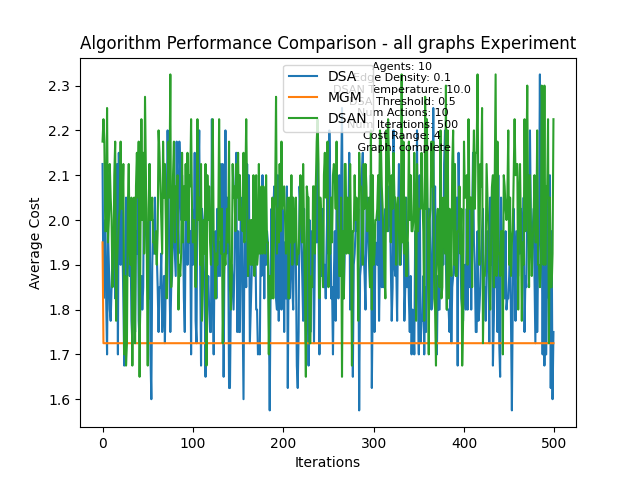 Algorithm Performance Comparison - all graphs Experiment
DSA
MGM
DSAN
Agents: 10
Edge Density: 0.1
DSAN Temperature: 10.0
Threshold: 0.5
Num Actions: 10
Iterations: 500
Cost Range: 4
Graph: complete
2.3
2.2
2.1
2.0
1.9
1.8
1.7
1.6
Average Cost
0
100
200
300
400
500
Iterations